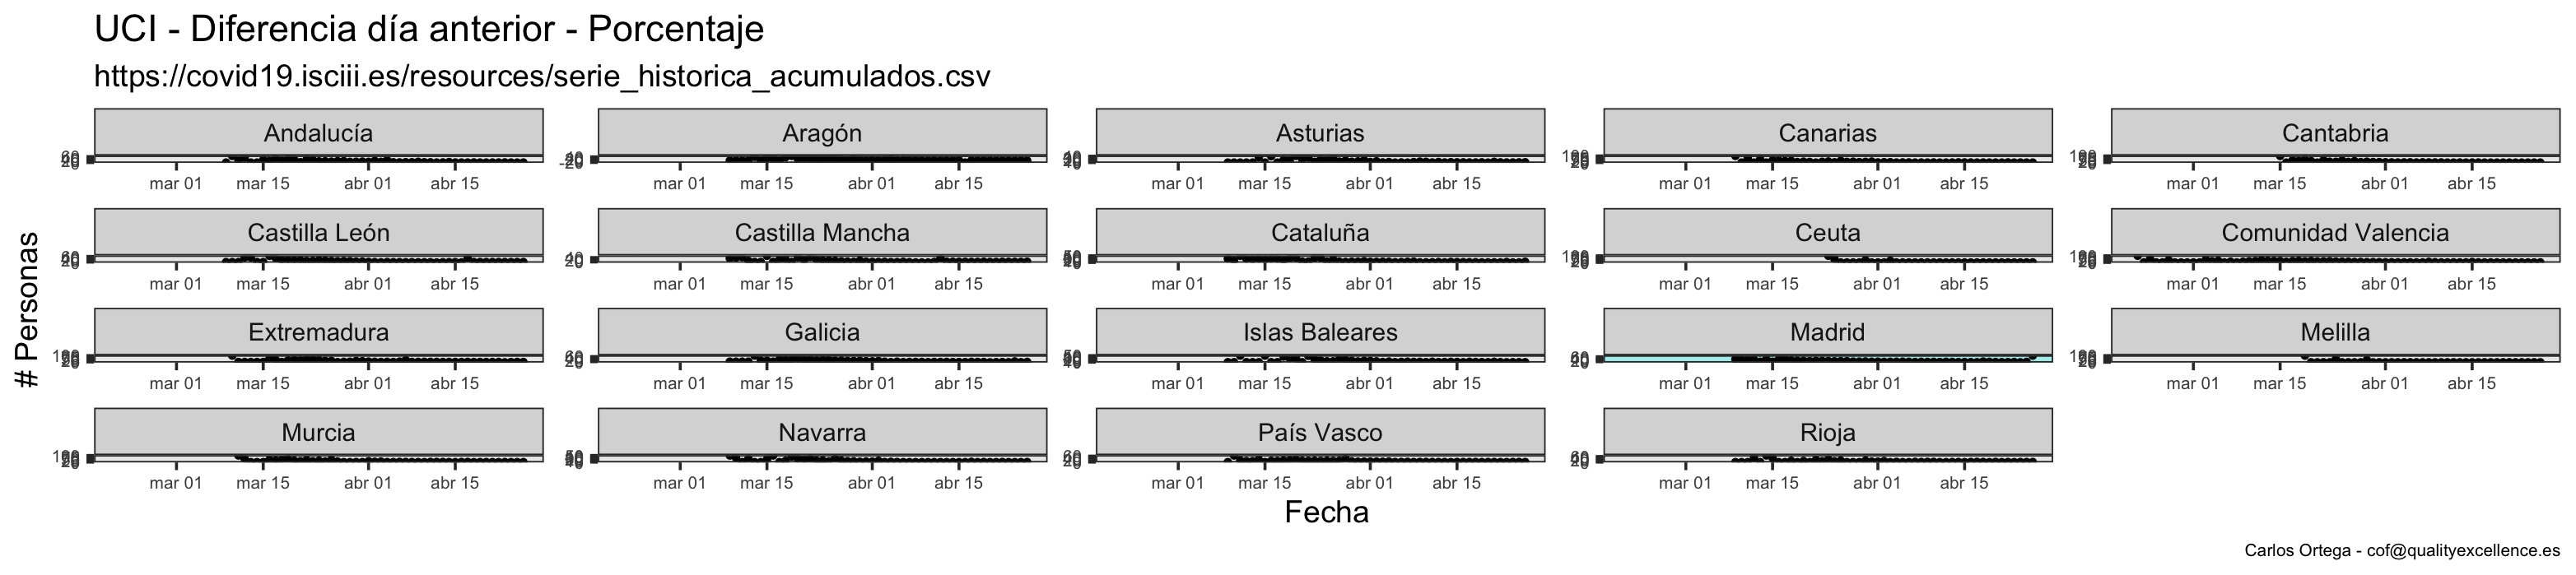 UCI - Diferencia día anterior - Porcentaje
https://covid19.isciii.es/resources/serie_historica_acumulados.csv
Andalucía Aragón Asturias Canarias Cantabria
mar 01 mar 15 abr 01 abr 15 mar 01 mar 15 abr 01 abr 15 mar 01 mar 15 abr 01 abr 15 mar 01 mar 15 abr 01 abr 15 mar 01 mar 15 abr 01 abr 15
Castilla León Castilla Mancha Cataluña Ceuta Comunidad Valencia
mar 01 mar 15 abr 01 abr 15 mar 01 mar 15 abr 01 abr 15 mar 01 mar 15 abr 01 abr 15 mar 01 mar 15 abr 01 abr 15 mar 01 mar 15 abr 01 abr 15
# Personas
Extremadura Galicia Islas Baleares Madrid Melilla
mar 01 mar 15 abr 01 abr 15 mar 01 mar 15 abr 01 abr 15 mar 01 mar 15 abr 01 abr 15 mar 01 mar 15 abr 01 abr 15 mar 01 mar 15 abr 01 abr 15
Murcia Navarra País Vasco Rioja
mar 01 mar 15 abr 01 abr 15 mar 01 mar 15 abr 01 abr 15 mar 01 mar 15 abr 01 abr 15 mar 01 mar 15 abr 01 abr 15
Fecha
Carlos Ortega - cof@qualityexcellence.es